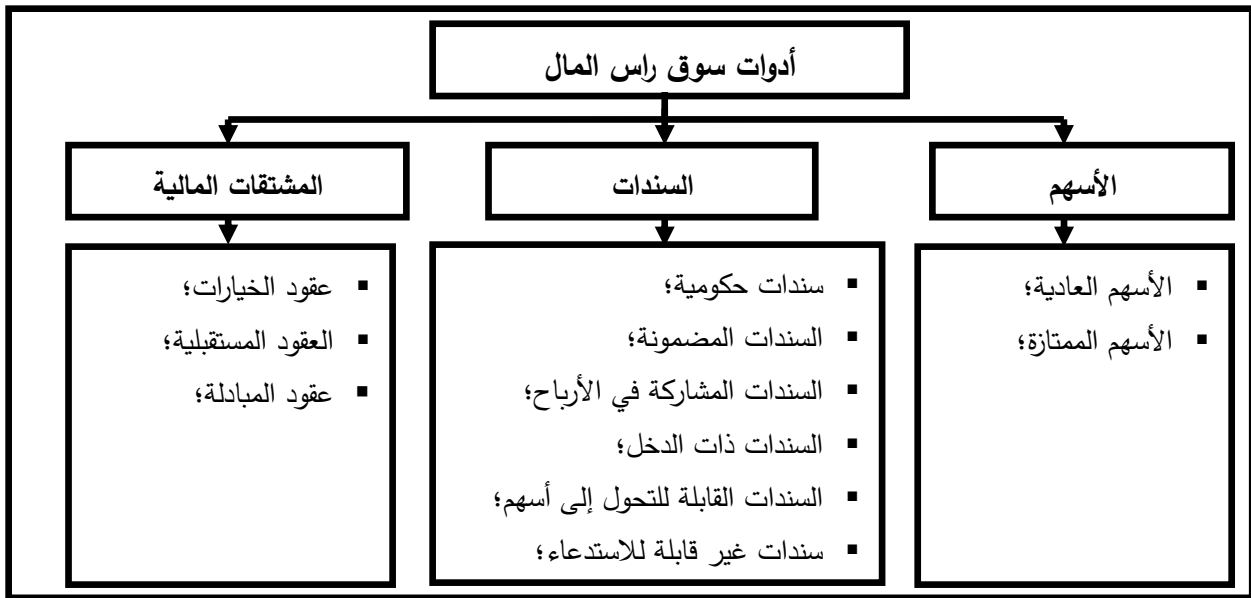 أدوات سوق راس المال
الأسهم
السندات
المشتقات المالية
▪ الأسهم العادية؛
▪ الأسهم الممتازة؛
▪ سندات حكومية؛
▪ السندات المضمونة؛
▪ السندات المشاركة في الأرباح؛
▪ السندات ذات الدخل؛
▪ السندات القابلة للتحول إلى أسهم؛
▪ سندات غير قابلة للاستدعاء؛
▪ عقود الخيارات؛
▪ العقود المستقبلية؛
▪ عقود المبادلة؛